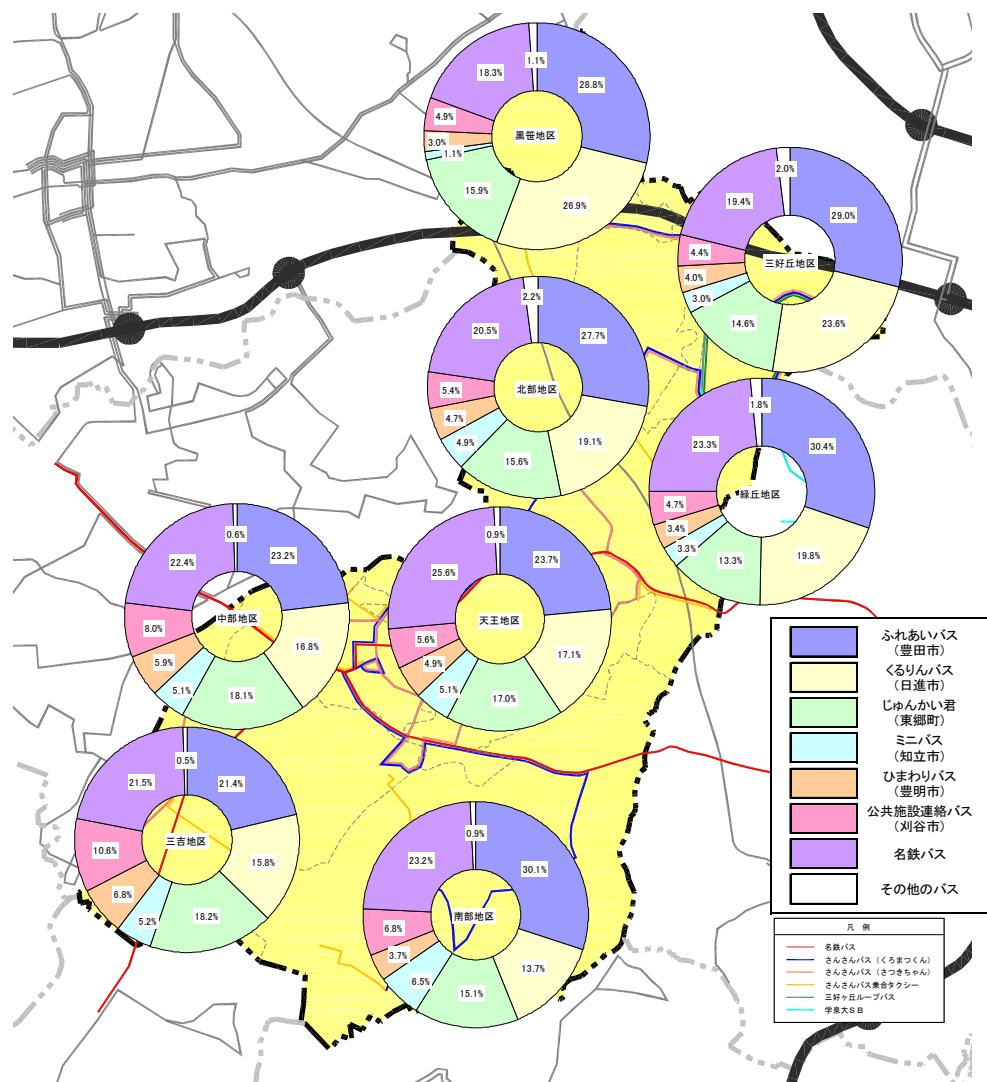 1.1%
28.8%
18.3%
4.9%
3.0%
1.1%
15.9%
26.9%
黒笹地区
2.0%
29.0%
19.4%
4.4%
4.0%
3.0%
14.6%
23.6%
三好丘地区
2.2%
27.7%
20.5%
5.4%
4.7%
4.9%
15.6%
19.1%
北部地区
1.8%
30.4%
23.3%
4.7%
3.4%
3.3%
13.3%
19.8%
緑丘地区
0.6%
23.2%
22.4%
8.0%
5.9%
5.1%
18.1%
16.8%
中部地区
0.9%
23.7%
25.6%
5.6%
4.9%
5.1%
17.0%
17.1%
天王地区
0.5%
21.4%
21.5%
10.6%
6.8%
5.2%
18.2%
15.8%
三吉地区
0.9%
30.1%
23.2%
6.8%
3.7%
6.5%
15.1%
13.7%
南部地区
ふれあいバス
(豊田市)
くるりんバス
(日進市)
じゅんかい君
(東郷町)
ミニバス
(知立市)
ひまわりバス
(豊明市)
公共施設連絡バス
(刈谷市)
名鉄バス
その他のバス
凡 例
名鉄バス
さんさんバス(くろまつくん)
さんさんバス(さつきちゃん)
さんさんバス乗合タクシー
三好ヶ丘ループバス
学泉大SB